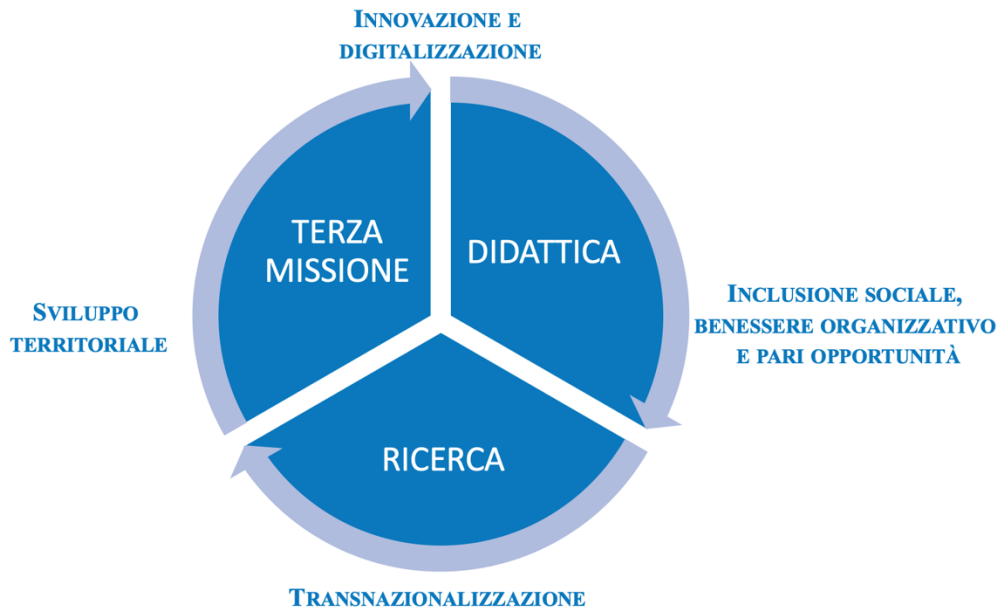 INNOVAZIONE E
DIGITALIZZAZIONE
TERZA
MISSIONE
DIDATTICA
SVILUPPO
TERRITORIALE
INCLUSIONE SOCIALE,
BENESSERE ORGANIZZATIVO
E PARI OPPORTUNITÀ
RICERCA
TRANSNAZIONALIZZAZIONE